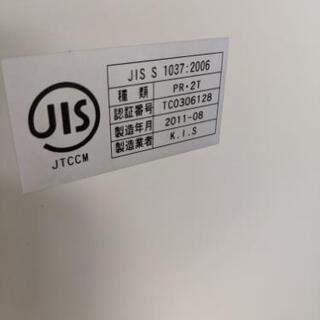 JIS
JTCCM
JIS S 1037:2006
種類 PR・2T
認証番号 TC0306128
製造年月 2011-08
製造業者 K.I.S